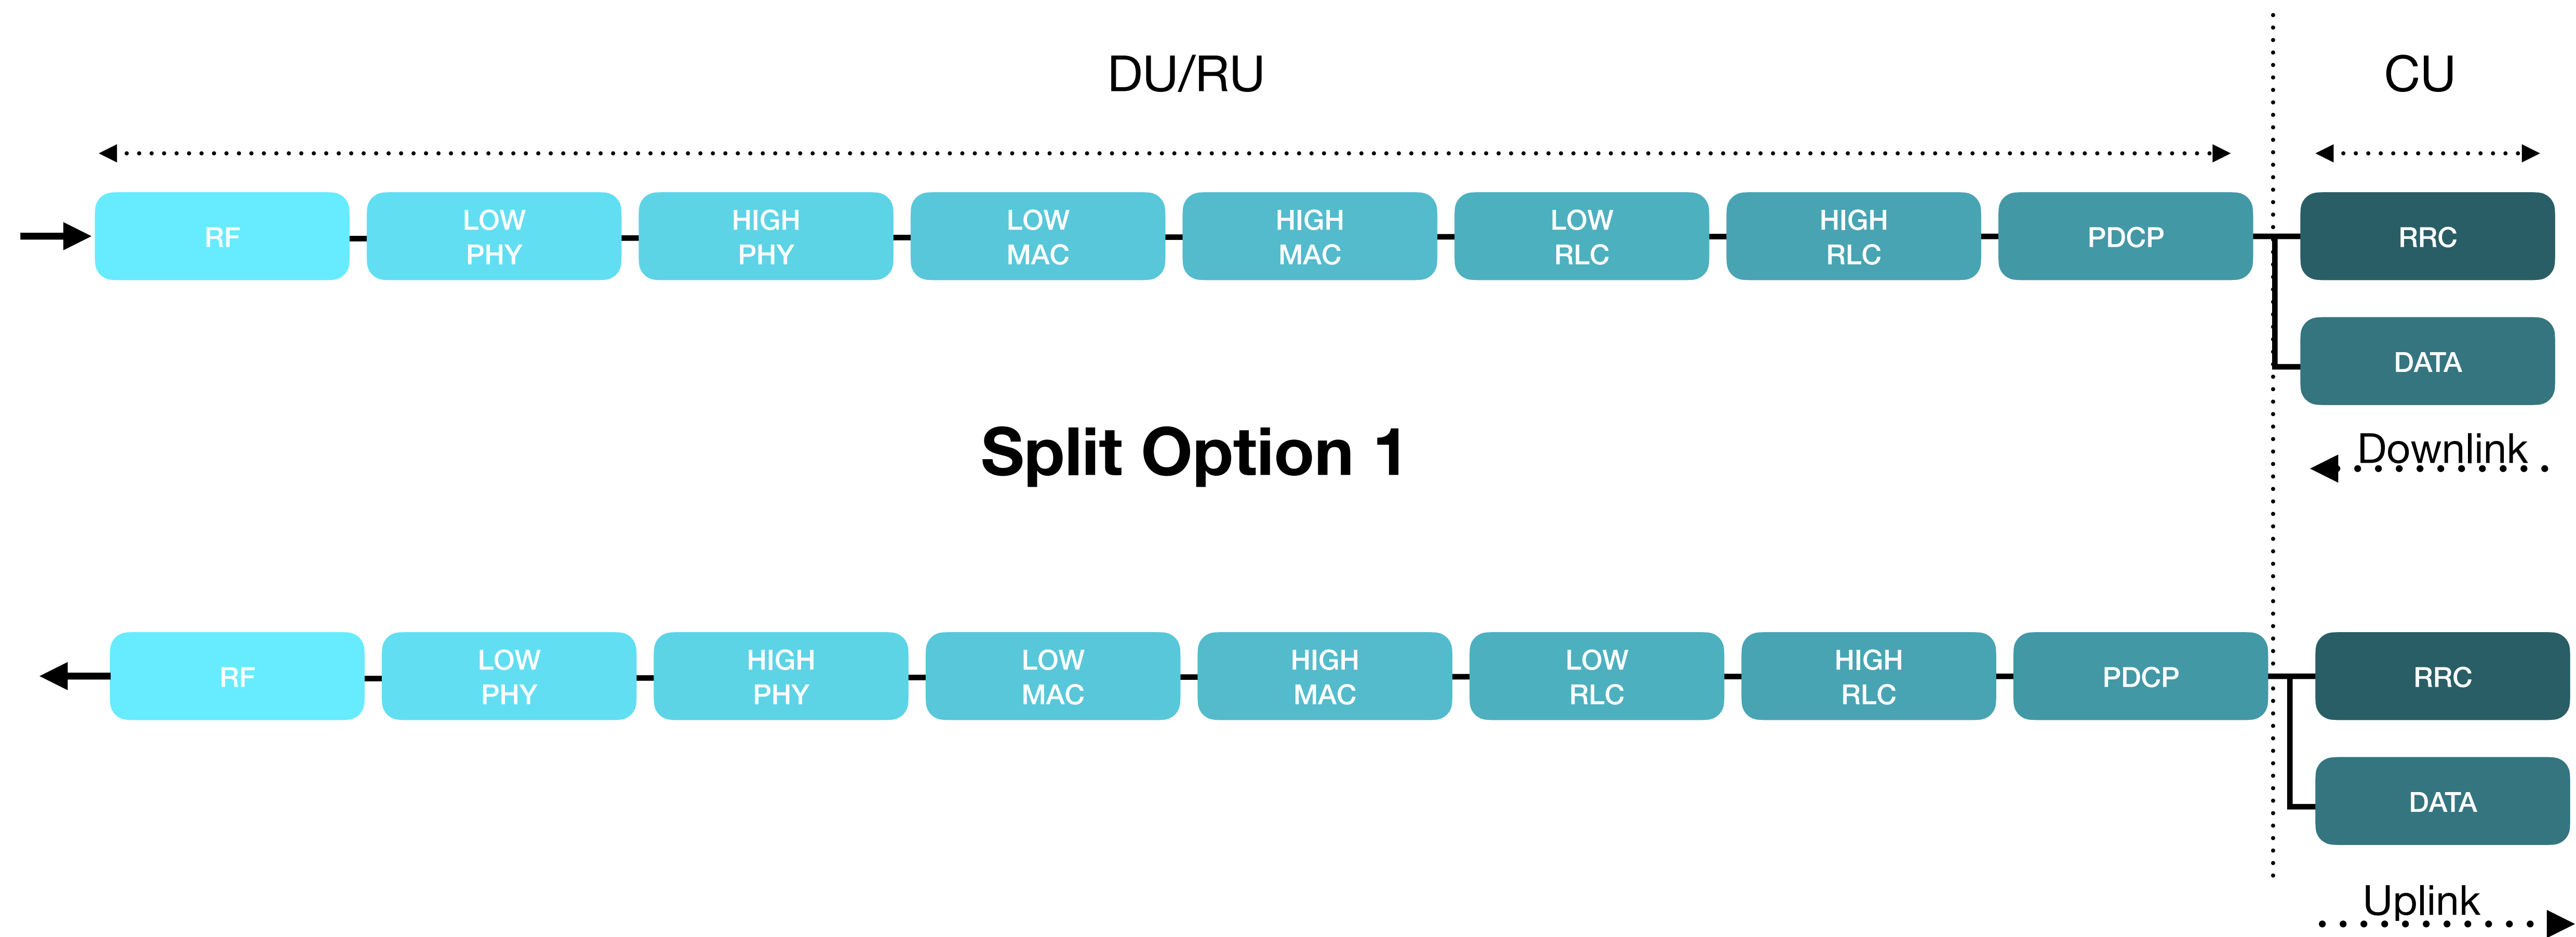 DU/RU
CU
RF
LOW
PHY
HIGH
PHY
LOW
MAC
HIGH
MAC
LOW
RLC
HIGH
RLC
PDCP
RRC
DATA
Split Option 1
Downlink
RF
LOW
PHY
HIGH
PHY
LOW
MAC
HIGH
MAC
LOW
RLC
HIGH
RLC
PDCP
RRC
DATA
Uplink